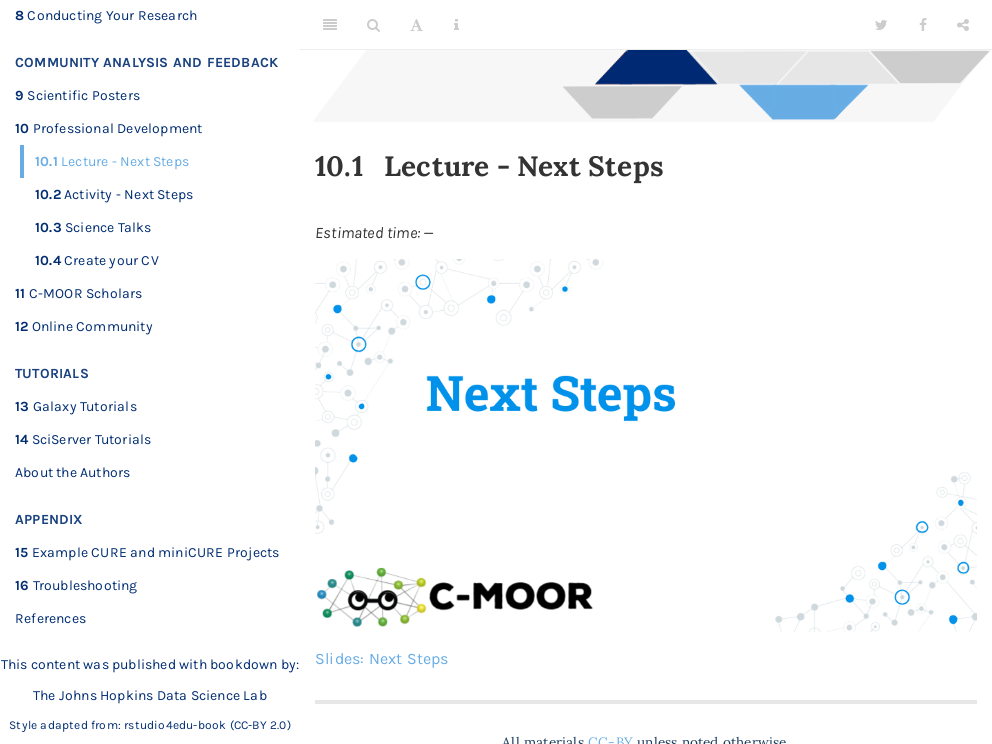 8 Conducting Your Research
COMMUNITY ANALYSIS AND FEEDBACK
9 Scientific Posters
10 Professional Development
10.1 Lecture - Next Steps
10.2 Activity - Next Steps
10.3 Science Talks
10.4 Create your CV
11 C-MOOR Scholars
12 Online Community
TUTORIALS
13 Galaxy Tutorials
14 SciServer Tutorials
About the Authors
APPENDIX
15 Example CURE and miniCURE Projects
16 Troubleshooting
References
This content was published with bookdown by:
The Johns Hopkins Data Science Lab
Style adapted from: rstudio4edu-book (CC-BY 2.0)
10.1 Lecture - Next Steps
Estimated time: –
Next Steps
C-MOOR
Slides: Next Steps
All materials CC-BY unless noted otherwise